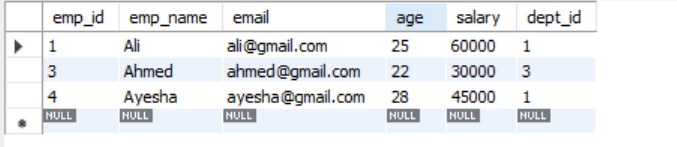 emp_id emp_name email age salary dept_id
1 Ali ali@gmail.com 25 60000 1
3 Ahmed ahmed@gmail.com 22 30000 3
4 Ayesha ayesha@gmail.com 28 45000 1
NULL NULL NULL NULL NULL NULL